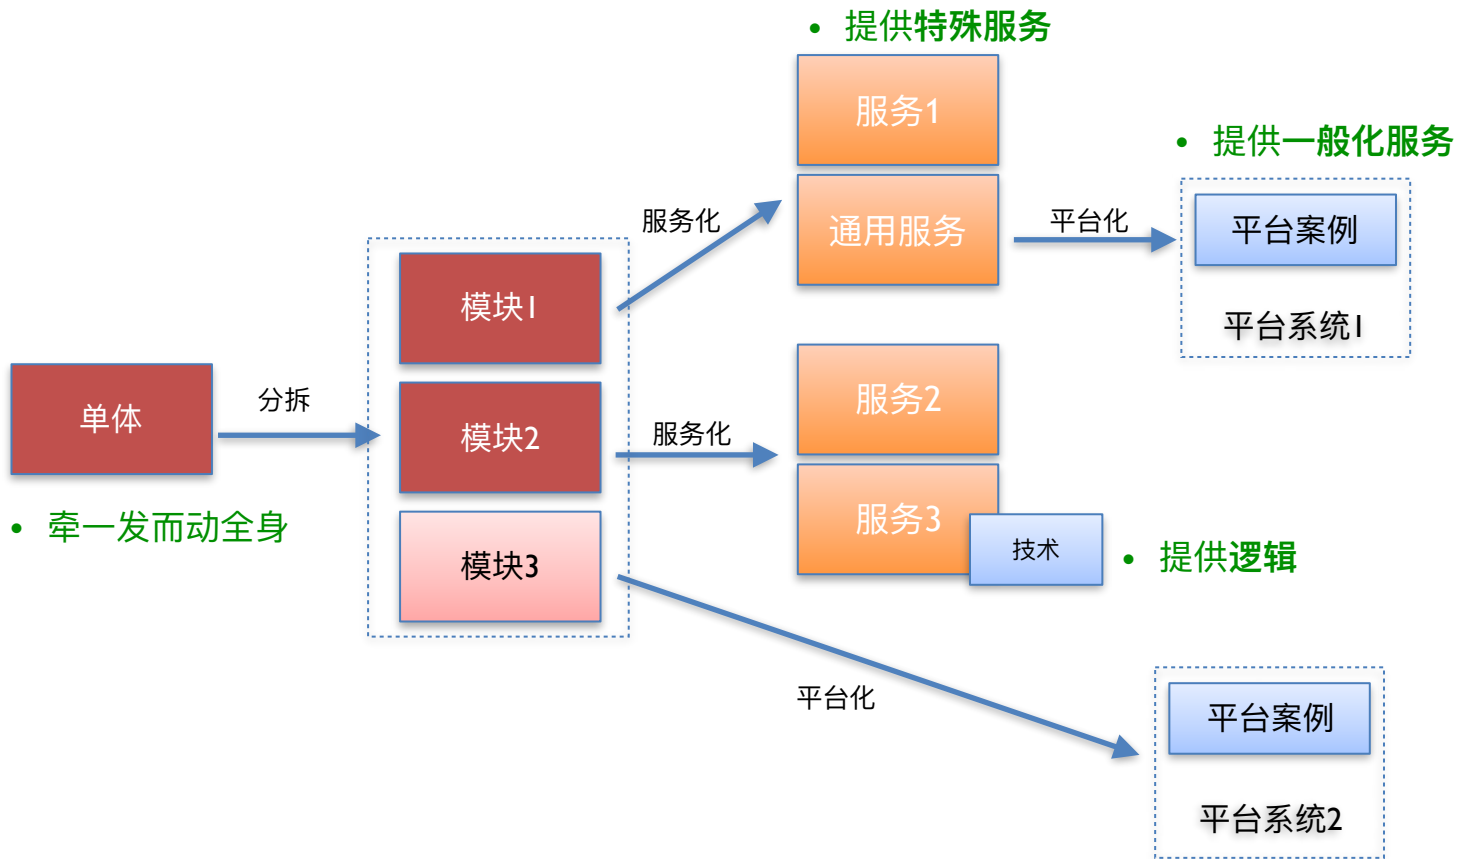 • 提供特殊服务
服务1
• 提供一般化服务
服务化
通用服务
平台化
平台案例
模块1
平台系统1
单体
分拆
模块2
服务化
服务2
• 牵一发而动全身
模块3
服务3
技术
• 提供逻辑
平台化
平台案例
平台系统2